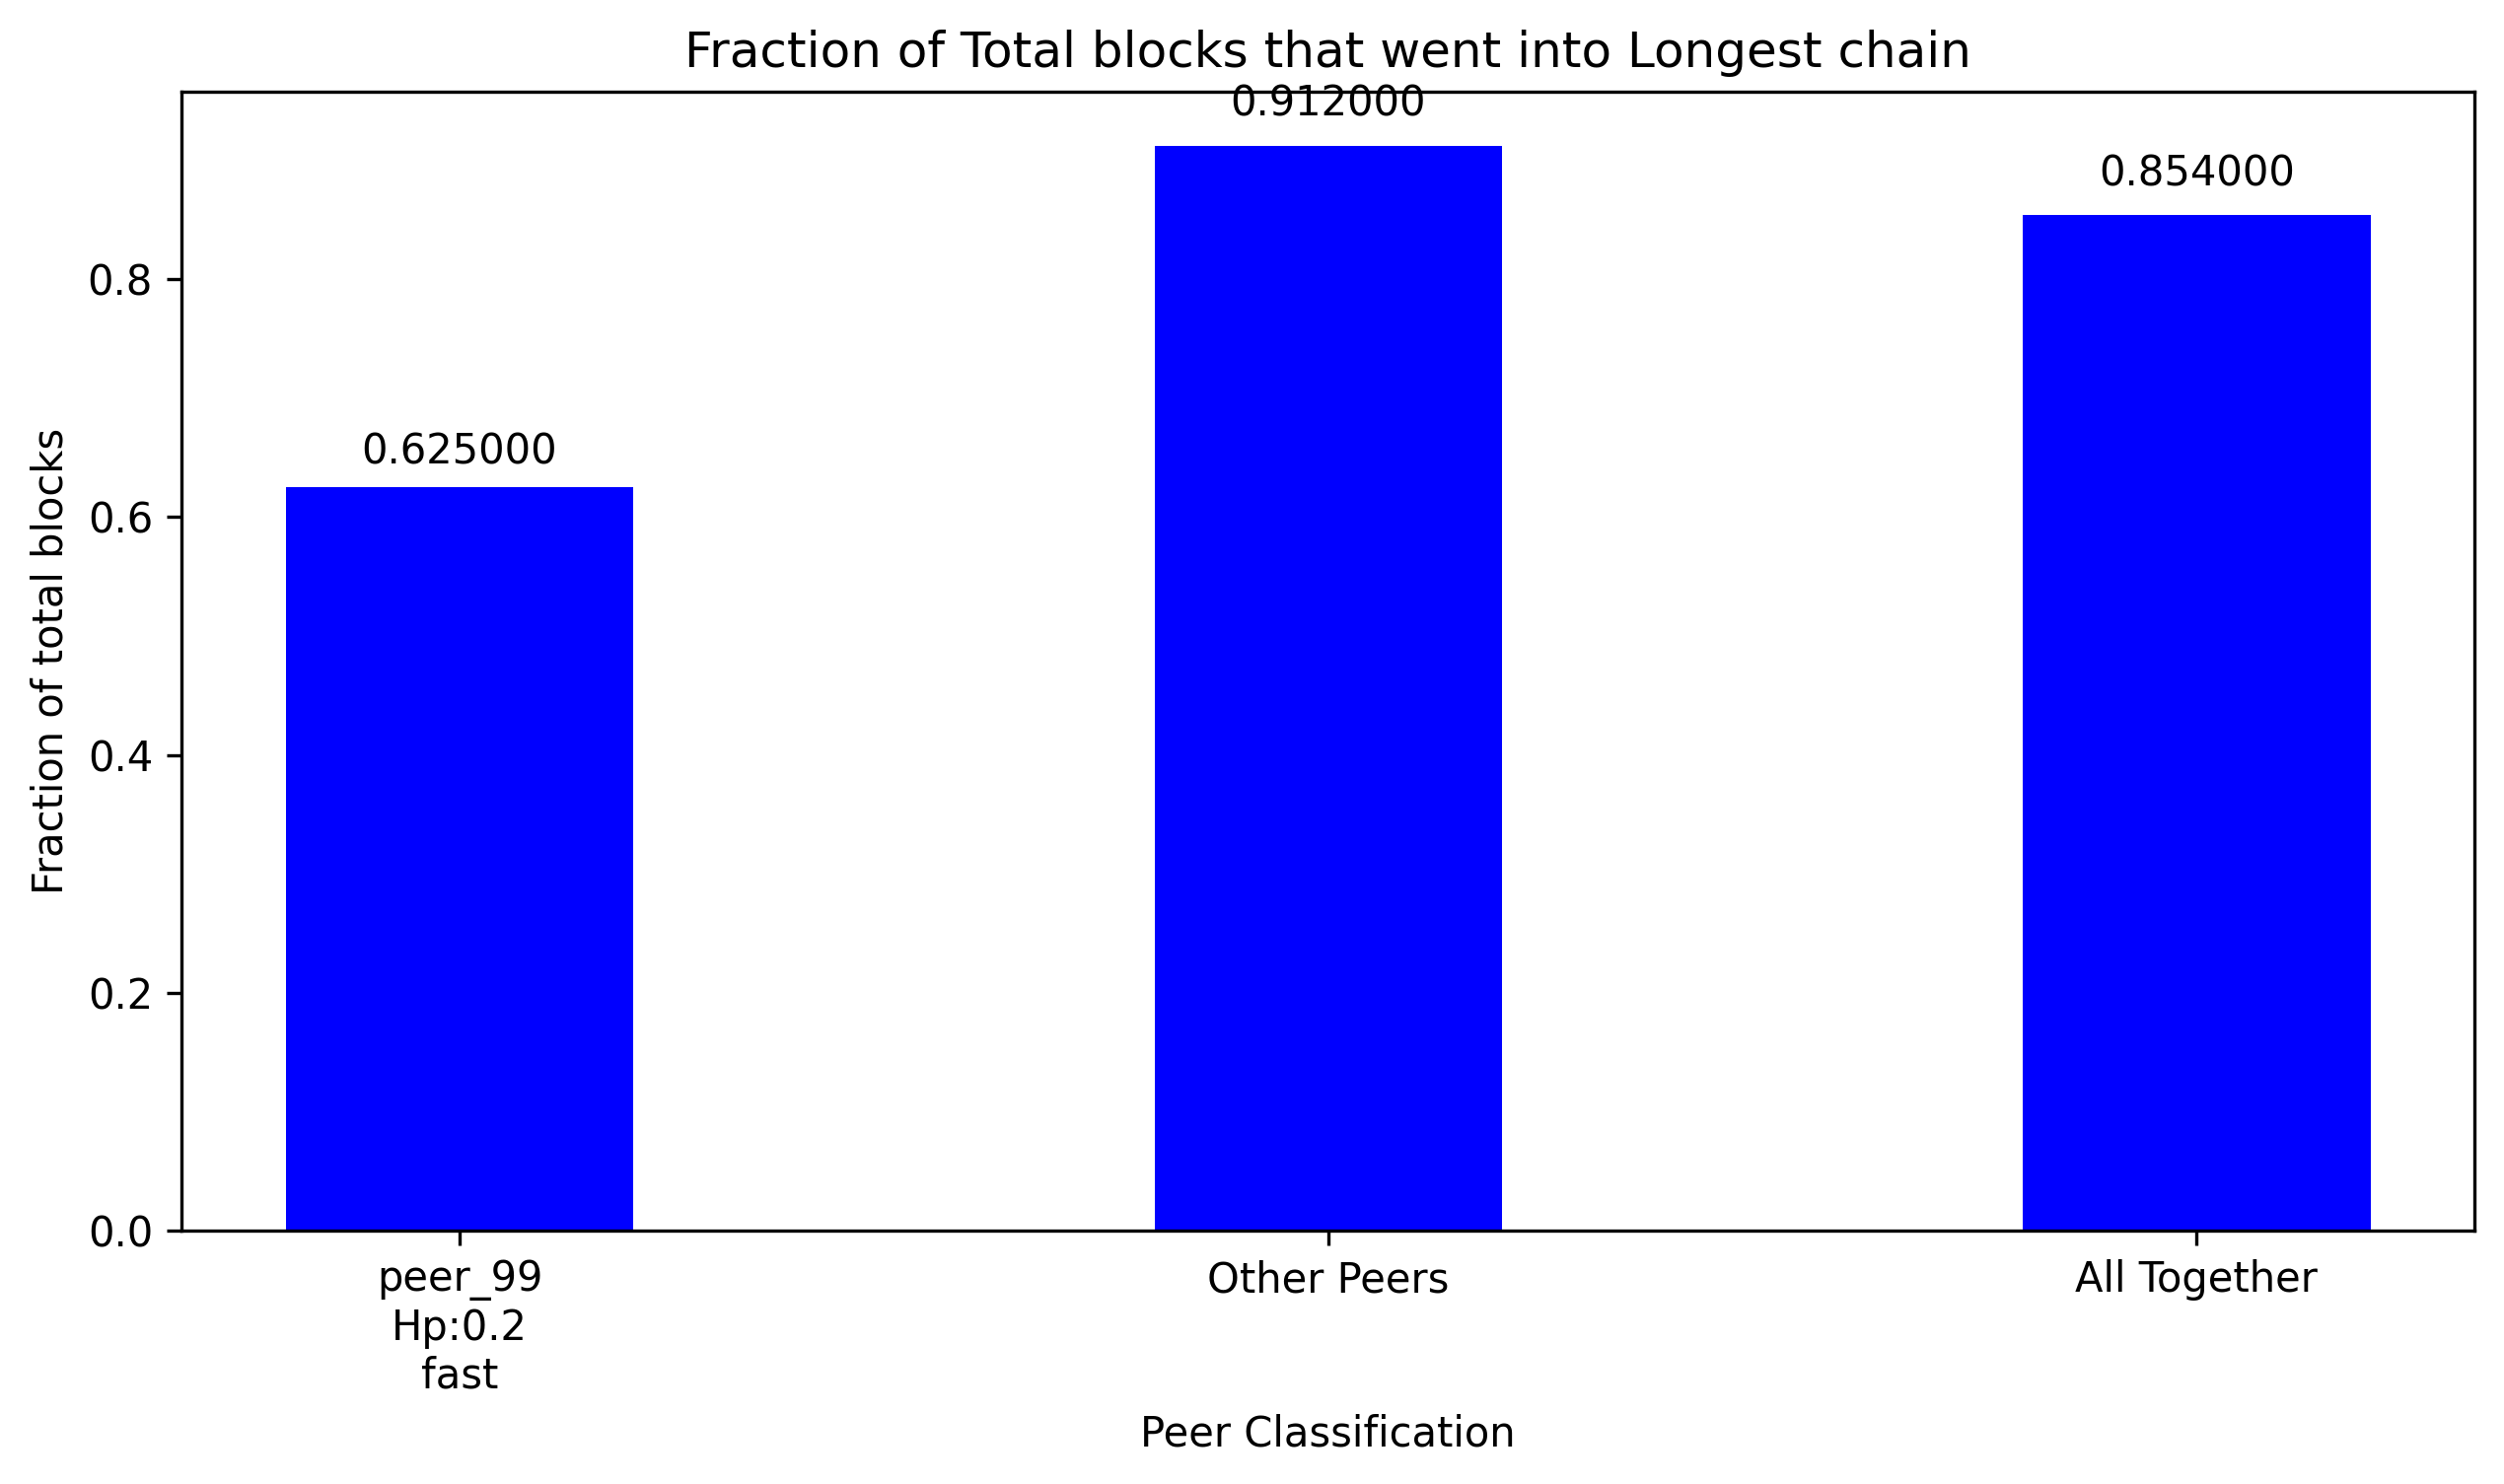 Fraction of Total blocks that went into Longest chain
0.912000
0.854000
0.625000
Fraction of total blocks
0.8
0.6
0.4
0.2
0.0
peer_99
Hp:0.2
fast
Other Peers
All Together
Peer Classification